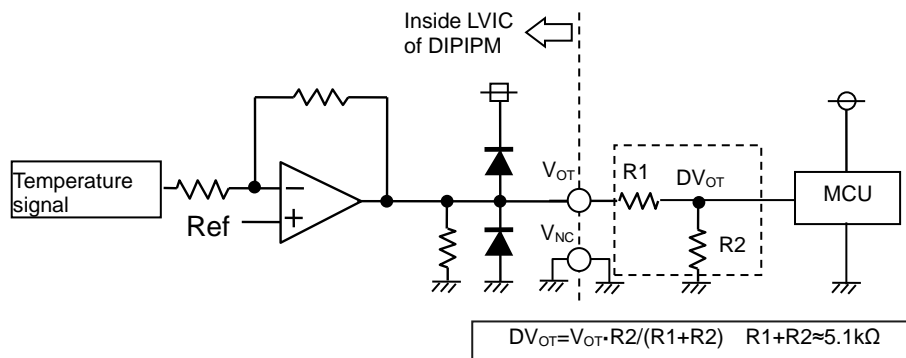 Inside LVIC
of DIPIPM
Temperature
signal
Ref
−
+
VOT
VNC
R1
DVOT
R2
MCU
DVOT=VOT·R2/(R1+R2) R1+R2≈5.1kΩ